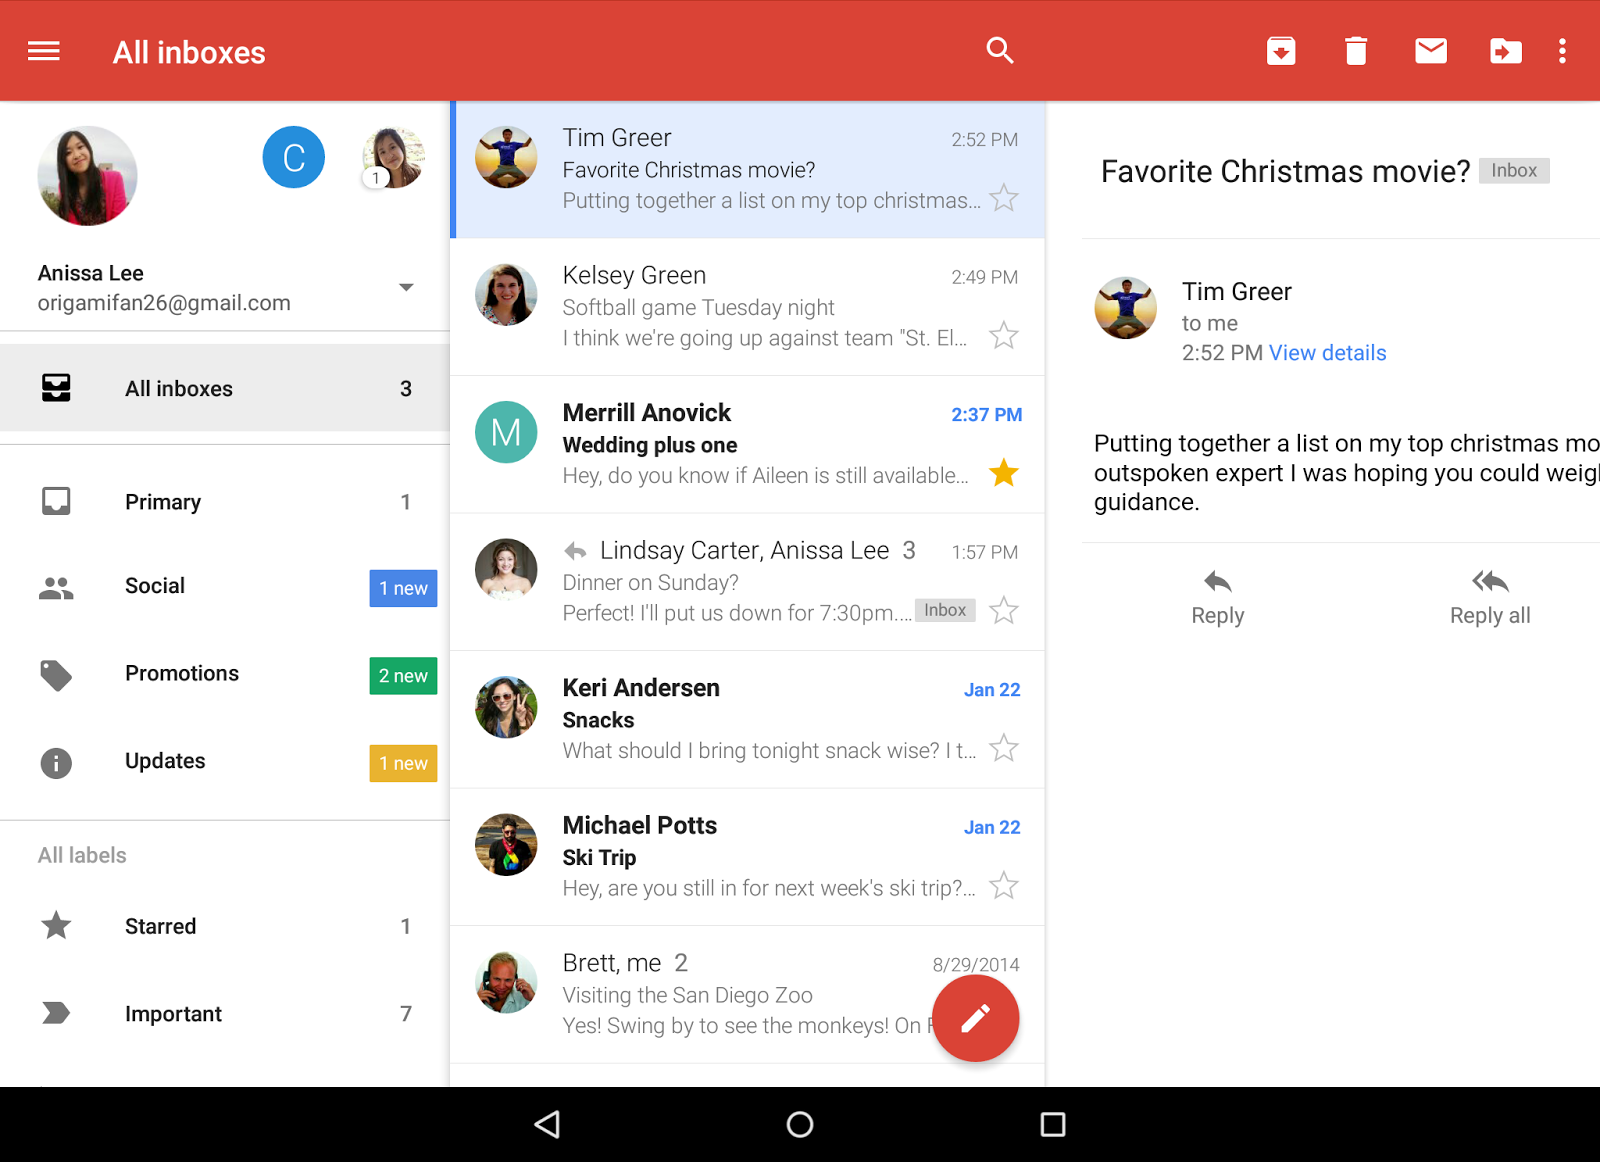 All inboxes
C
1
Anissa Lee
origamifan26@gmail.com
All inboxes 3
Primary 1
Social 1 new
Promotions 2 new
Updates 1 new
All labels
Starred 1
Important 7
Tim Greer 2:52 PM
Favorite Christmas movie?
Putting together a list on my top christmas...
Kelsey Green 2:49 PM
Softball game Tuesday night
I think we're going up against team "St. El...
M
Merrill Anovick 2:37 PM
Wedding plus one
Hey, do you know if Aileen is still available...
Lindsay Carter, Anissa Lee 3 1:57 PM
Dinner on Sunday?
Perfect! I'll put us down for 7:30pm.... Inbox
Keri Andersen Jan 22
Snacks
What should I bring tonight snack wise? I t...
Michael Potts Jan 22
Ski Trip
Hey, are you still in for next week's ski trip?...
Brett, me 2 8/29/2014
Visiting the San Diego Zoo
Yes! Swing by to see the monkeys! On
Favorite Christmas movie? Inbox
Tim Greer
to me
2:52 PM View details
Putting together a list on my top christmas mo
outspoken expert I was hoping you could weig
guidance.
Reply
Reply all